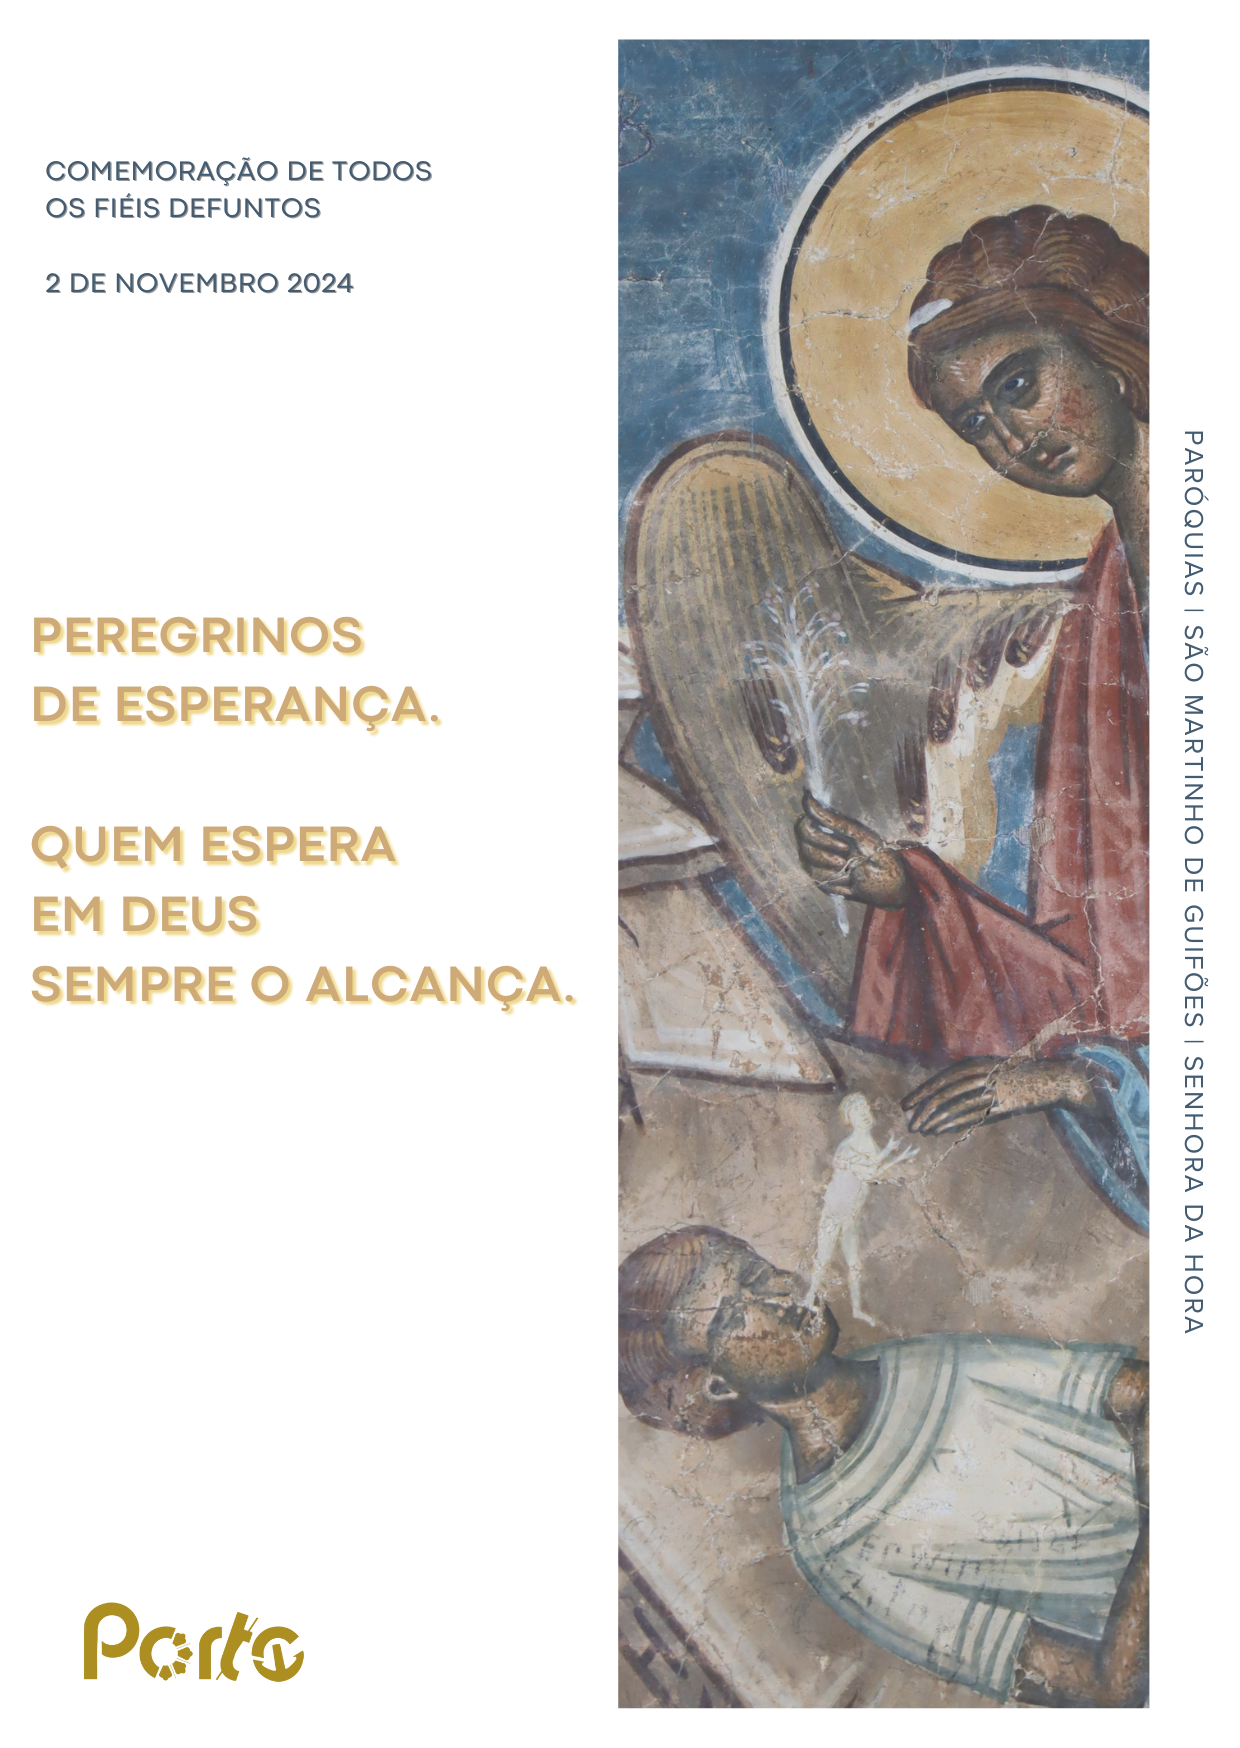 COMEMORAÇÃO DE TODOS
OS FIÉIS DEFUNTOS
2 DE NOVEMBRO 2024
PEREGRINOS
DE ESPERANÇA.
QUEM ESPERA
EM DEUS
SEMPRE O ALCANÇA.
PARÓQUIAS | SÃO MARTINHO DE GUIFÕES | SENHORA DA HORA
Porto